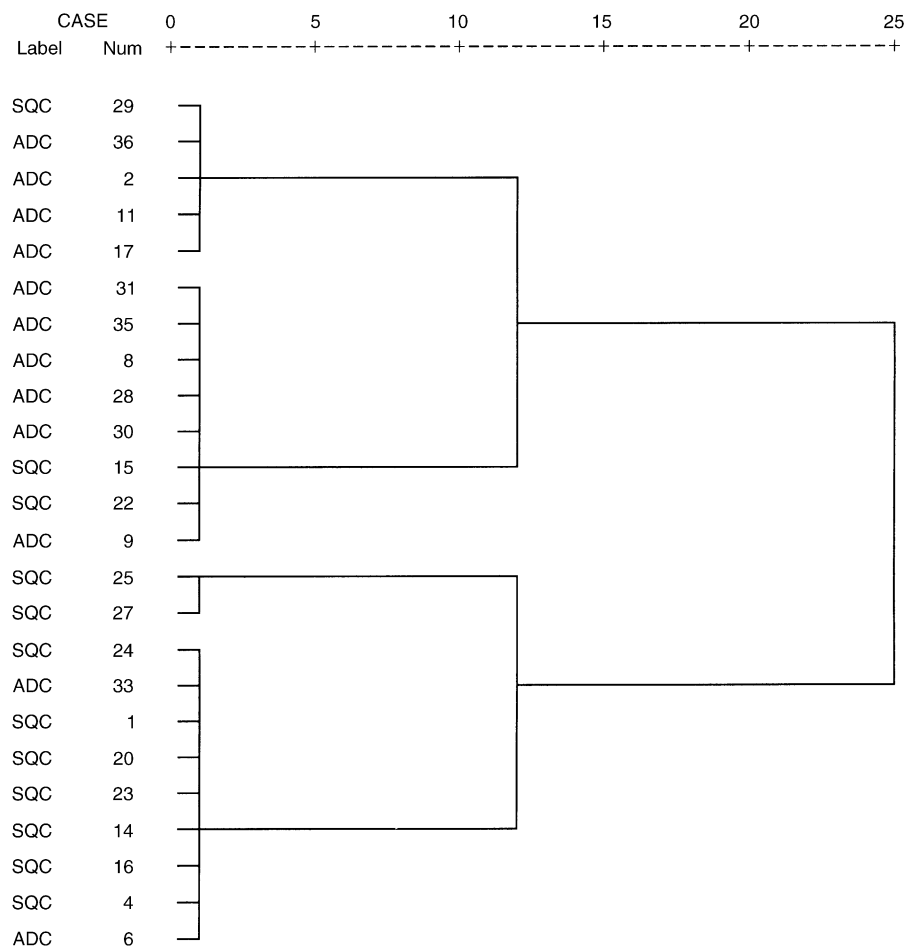 CASE 0 5 10 15 20 25
Label Num +---------+---------+---------+---------+---------+
SQC 29
ADC 36
ADC 2
ADC 11
ADC 17
ADC 31
ADC 35
ADC 8
ADC 28
ADC 30
SQC 15
SQC 22
ADC 9
SQC 25
SQC 27
SQC 24
ADC 33
SQC 1
SQC 20
SQC 23
SQC 14
SQC 16
SQC 4
ADC 6